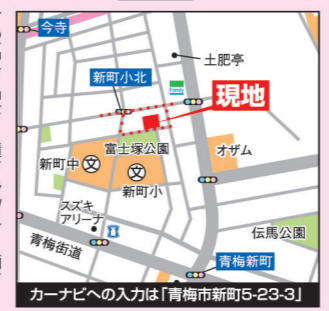 今寺
土肥亭
新町小北
Family
現地
富士塚公園
オザム
新町中
文
文
新町小
スズキ
アリーナ
伝馬公園
青梅街道
青梅新町
カーナビへの入力は「青梅市新町5-23-3」